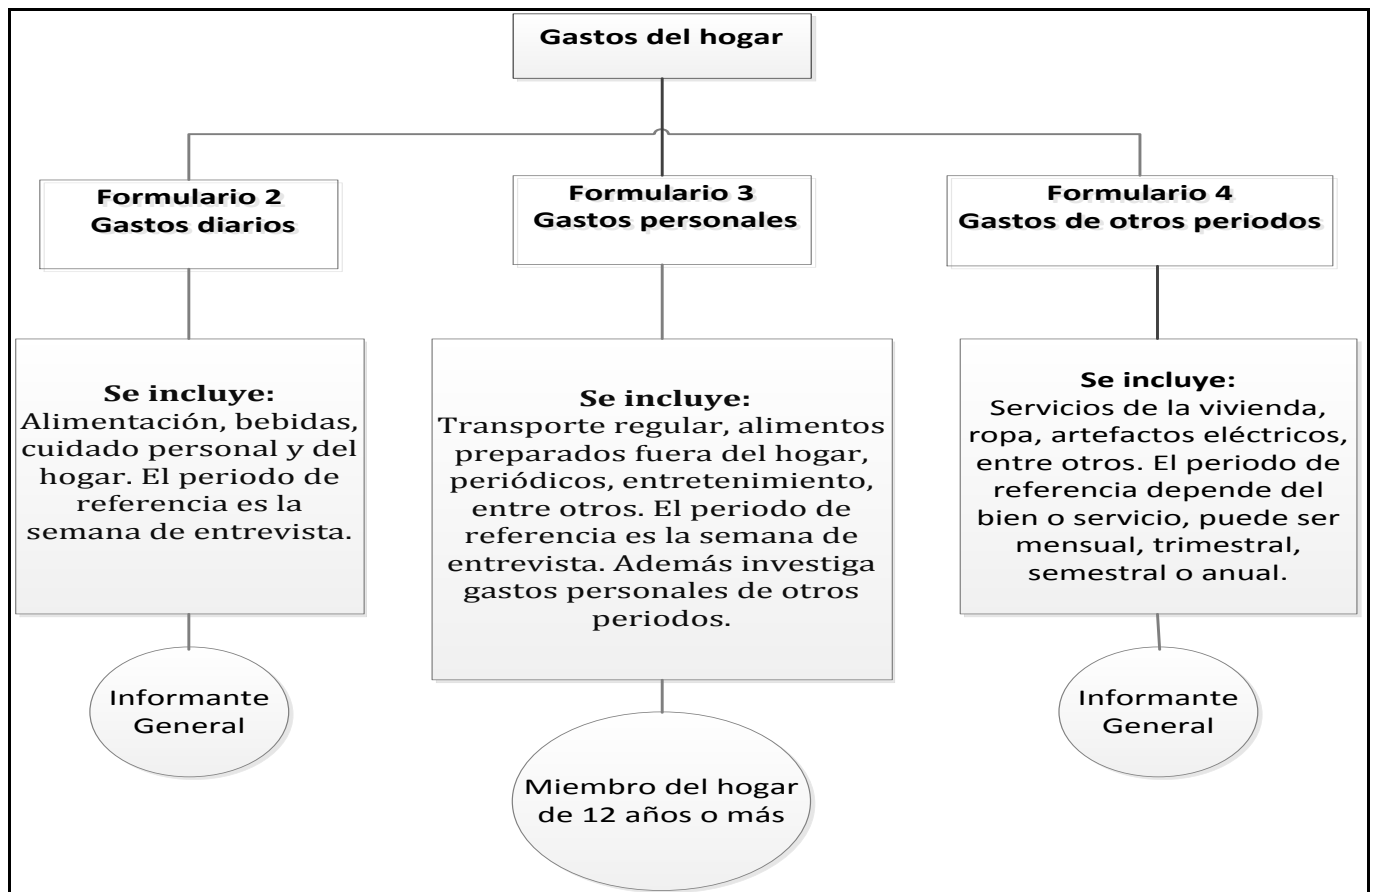 Gastos del hogar
Formulario 2
Gastos diarios
Formulario 3
Gastos personales
Formulario 4
Gastos de otros periodos
Se incluye:
Alimentación, bebidas,
cuidado personal y del
hogar. El periodo de
referencia es la
semana de entrevista.
Se incluye:
Transporte regular, alimentos
preparados fuera del hogar,
periódicos, entretenimiento,
entre otros. El periodo de
referencia es la semana de
entrevista. Además investiga
gastos personales de otros
periodos.
Se incluye:
Servicios de la vivienda,
ropa, artefactos eléctricos,
entre otros. El periodo de
referencia depende del
bien o servicio, puede ser
mensual, trimestral,
semestral o anual.
Informante
General
Miembro del hogar
de 12 años o más
Informante
General